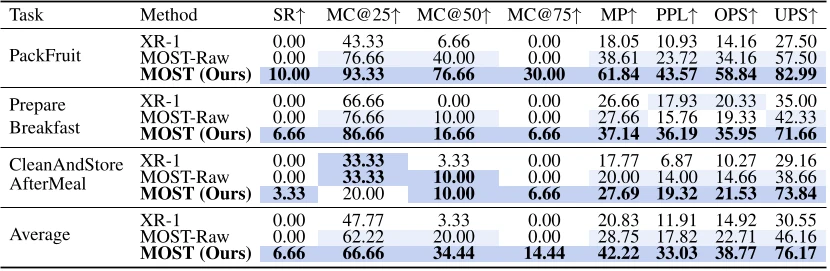 Task Method SR↑ MC@25↑ MC@50↑ MC@75↑ MP↑ PPL↑ OPS↑ UPS↑
XR-1 0.00 43.33 6.66 0.00 18.05 10.93 14.16 27.50
PackFruit MOST-Raw 0.00 76.66 40.00 0.00 38.61 23.72 34.16 57.50
MOST (Ours) 10.00 93.33 76.66 30.00 61.84 43.57 58.84 82.99
XR-1 0.00 66.66 0.00 0.00 26.66 17.93 20.33 35.00
Prepare Breakfast MOST-Raw 0.00 76.66 10.00 0.00 27.66 15.76 19.33 42.33
MOST (Ours) 6.66 86.66 16.66 6.66 37.14 36.19 35.95 71.66
XR-1 0.00 33.33 3.33 0.00 17.77 6.87 10.27 29.16
CleanAndStore AfterMeal MOST-Raw 0.00 33.33 10.00 0.00 20.00 14.00 14.66 38.66
MOST (Ours) 3.33 20.00 10.00 6.66 27.69 19.32 21.53 73.84
XR-1 0.00 47.77 3.33 0.00 20.83 11.91 14.92 30.55
Average MOST-Raw 0.00 62.22 20.00 0.00 28.75 17.82 22.71 46.16
MOST (Ours) 6.66 66.66 34.44 14.44 42.22 33.03 38.77 76.17